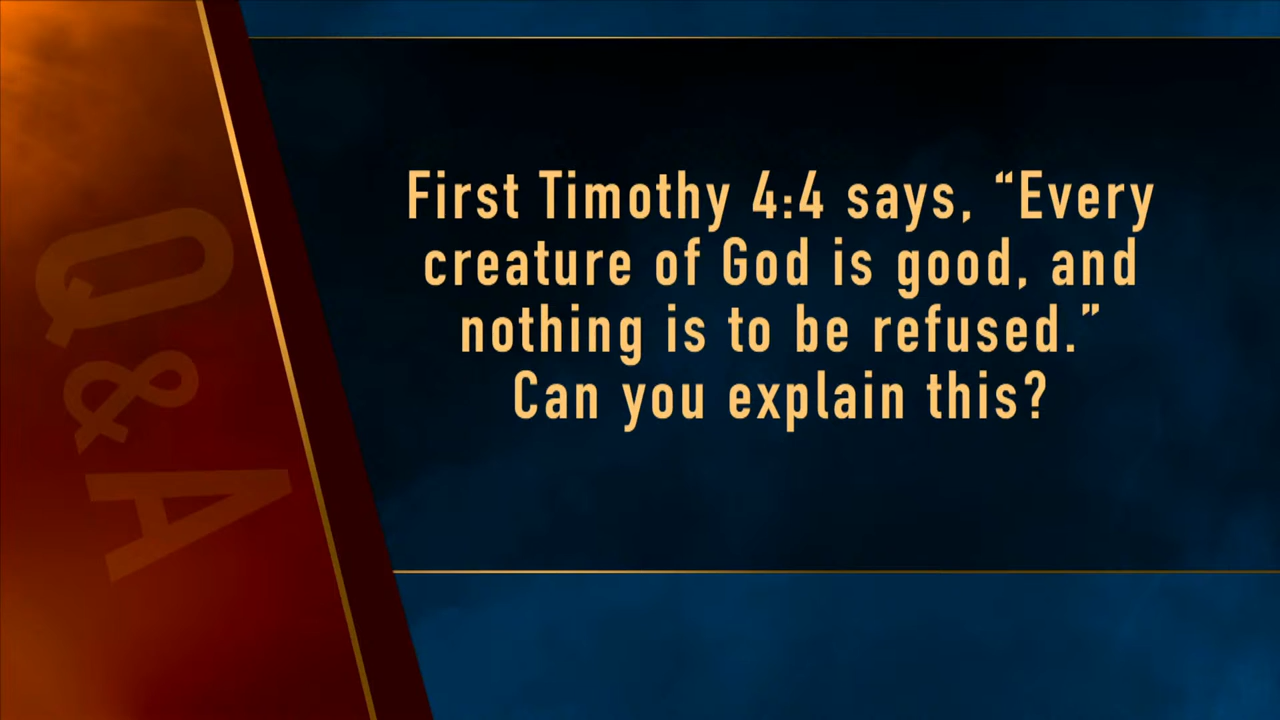 Q&A
First Timothy 4:4 says, “Every
creature of God is good, and
nothing is to be refused.”
Can you explain this?